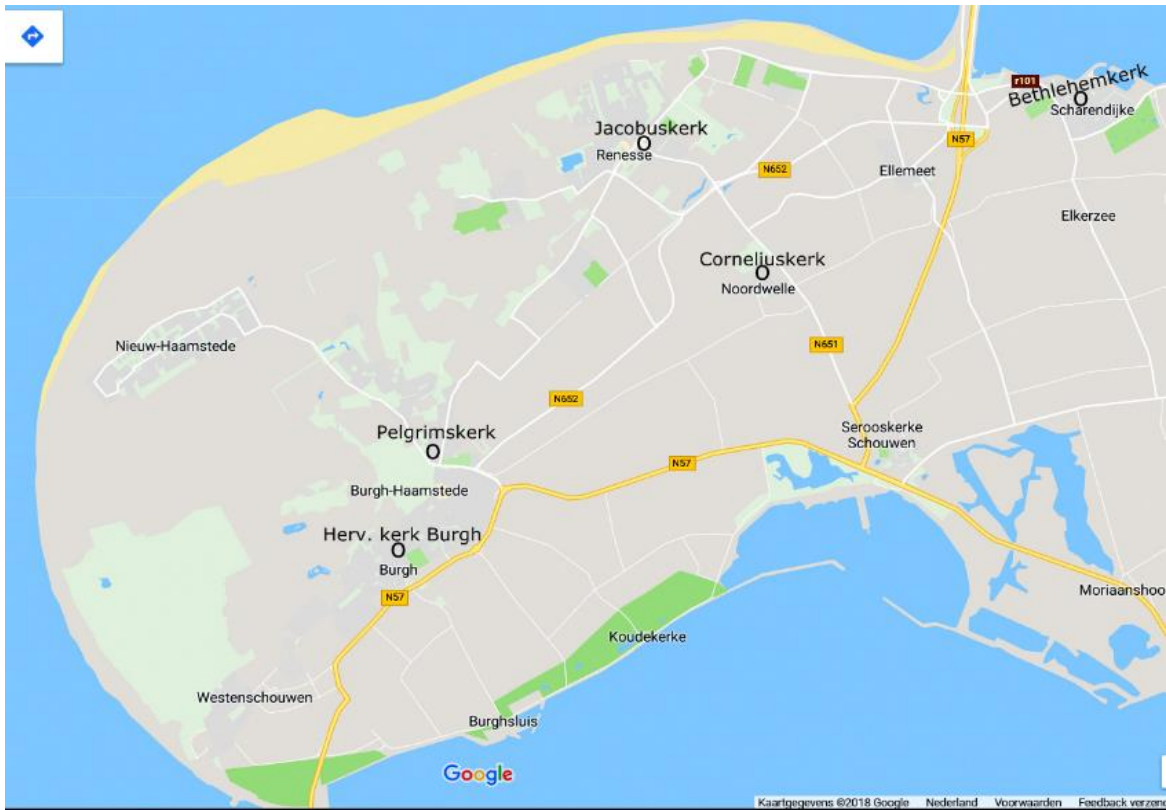 r101
Bethlehemkerk
Scharendijke
Jacobuskerk
Renesse
N57
N652
Ellemeet
Elkerzee
Corneliuskerk
Noordwelle
Nieuw-Haamstede
N651
N652
Serooskerke
Schouwen
Pelgrimskerk
N57
Burgh-Haamstede
Herv. kerk Burgh
Burgh
N57
Moriaanshoo
Koudekerke
Westenschouwen
Burghsluis
Google
Kaartgegevens ©2018 Google Nederland Voorwaarden Feedback verzend